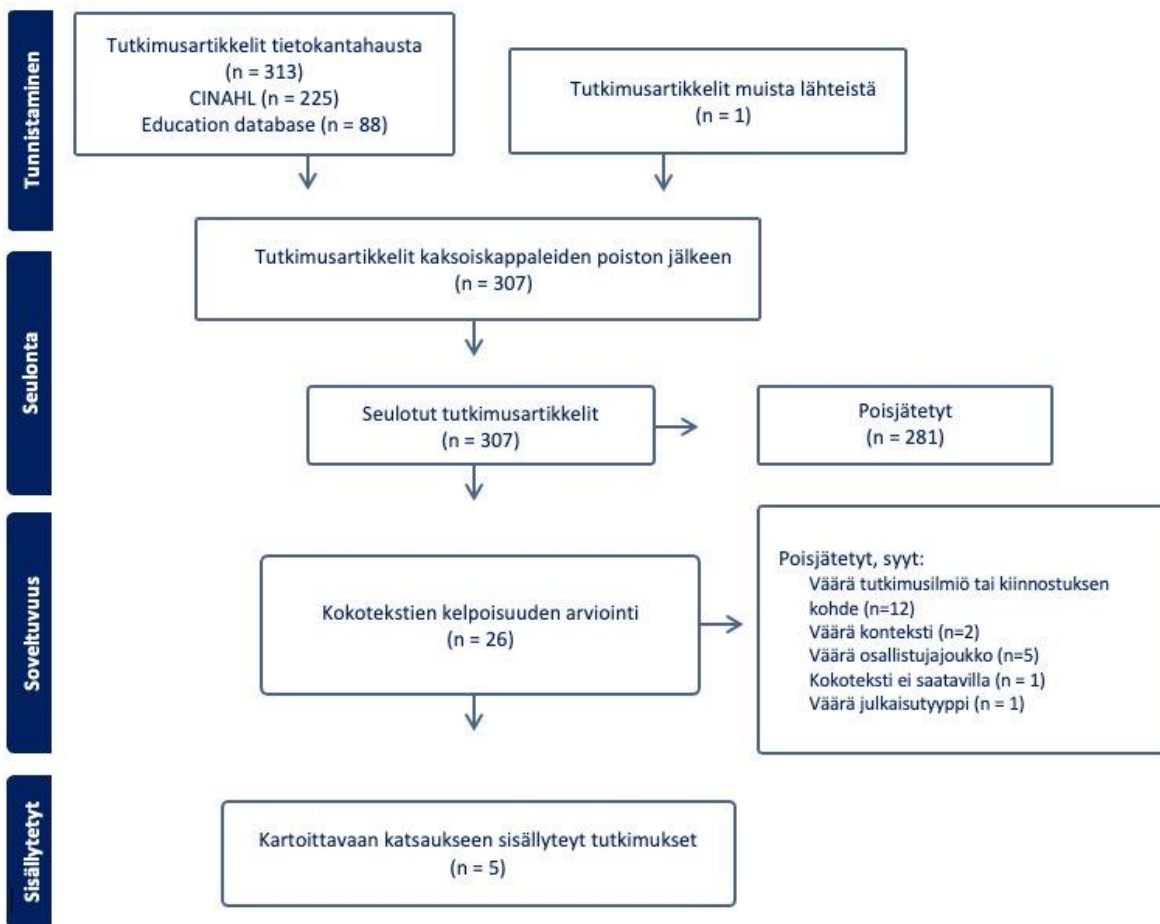 Tunnistaminen
Tutkimusartikkelit tietokantahausta
(n = 313)
CINAHL (n = 225)
Education database (n = 88)
Tutkimusartikkelit muista lähteistä
(n = 1)
Seulonta
Tutkimusartikkelit kaksoiskappaleiden poiston jälkeen
(n = 307)
Seulotut tutkimusartikkelit
(n = 307)
Poisjätetyt
(n = 281)
Soveltuvuus
Kokotekstien kelpoisuuden arviointi
(n = 26)
Poisjätetyt, syyt:
Väärä tutkimusilmiö tai kiinnostuksen
kohde (n=12)
Väärä konteksti (n=2)
Väärä osallistujajoukko (n=5)
Kokoteksti ei saatavilla (n = 1)
Väärä julkaisutyyppi (n = 1)
Sisällytetyt
Kartoittavaan katsaukseen sisällyteyt tutkimukset
(n = 5)